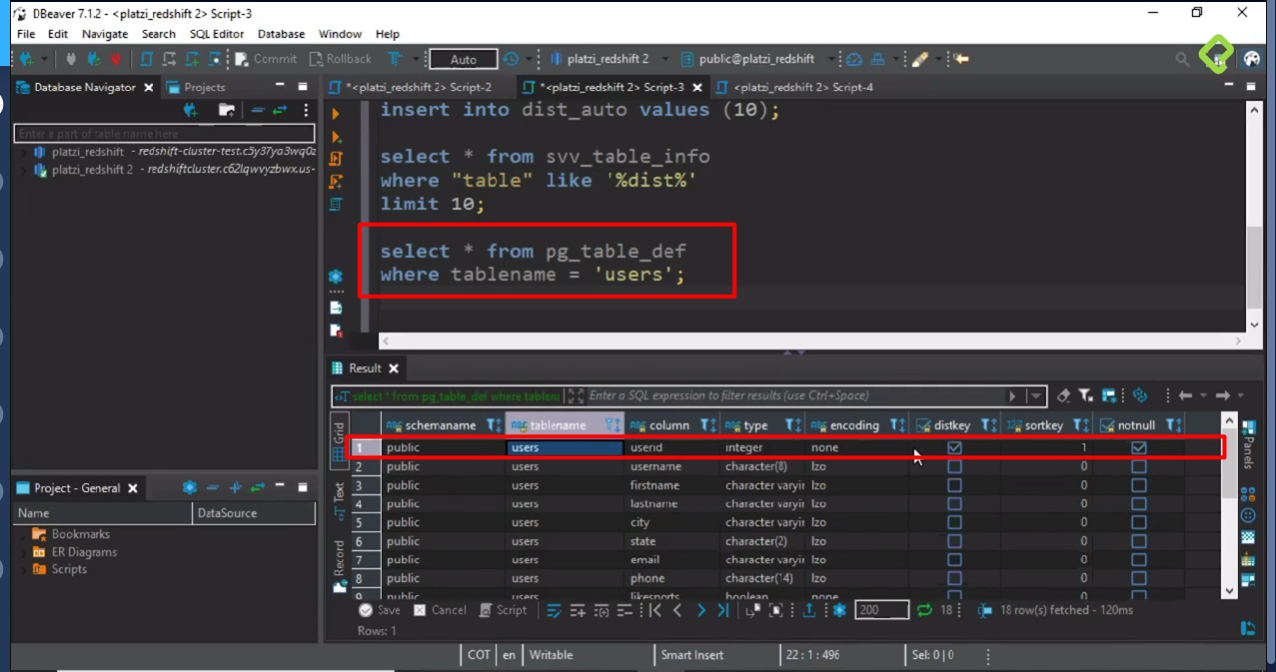 DBeaver 7.1.2 - <platzi_redshift 2> Script-3
File Edit Navigate Search SQL Editor Database Window Help
Commit Rollback Auto platzi_redshift 2 public@platzi_redshift
Database Navigator Projects
*<platzi_redshift 2> Script-2 *<platzi_redshift 2> Script-3 <platzi_redshift 2> Script-4
Enter a part of table name here
platzi_redshift - redshift-cluster-test.c5y37ya3wq0z
platzi_redshift 2 - redshiftcluster.c62lqwvyzbwx.us-
insert into dist_auto values (10);
select * from svv_table_info
where "table" like '%dist%'
limit 10;
select * from pg_table_def
where tablename = 'users';
Result
select * from pg_table_def where tablena Enter a SQL expression to filter results (use Ctrl+Space)
Grid
Text
Record
Panels
schemaname tablename column type encoding distkey sortkey notnull
1 public users userid integer none 1
2 public users username character(8) lzo 0
3 public users firstname character varyin lzo 0
4 public users lastname character varyin lzo 0
5 public users city character varyin lzo 0
6 public users state character(2) lzo 0
7 public users email character varyin lzo 0
8 public users phone character(14) lzo 0
9 public users likesports boolean none 0
Project - General
Name DataSource
Bookmarks
ER Diagrams
Scripts
Save Cancel Script 200 18 18 row(s) fetched - 120ms
Rows: 1
COT en Writable Smart Insert 22 : 1 : 496 Sel: 0 | 0